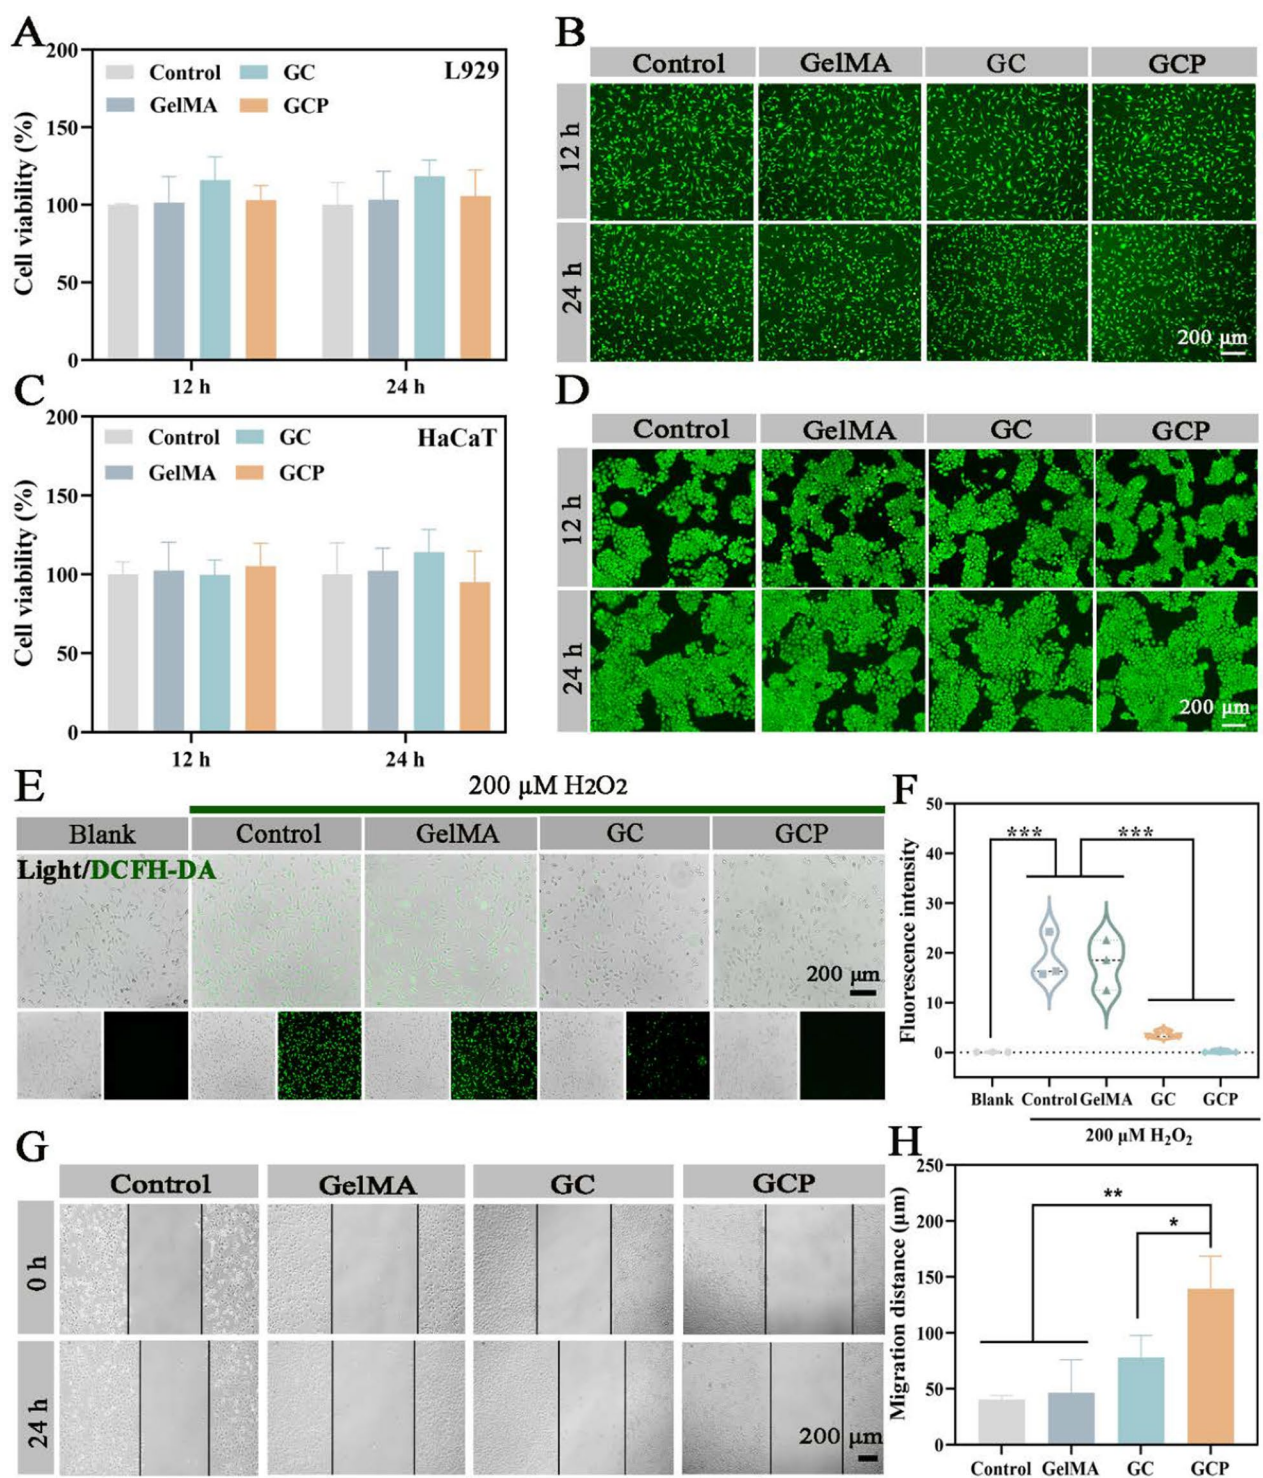 A
200
150
100
50
0
Cell viability (%)
Control
GC
GelMA
GCP
L929
12 h
24 h
B
Control
GelMA
GC
GCP
12 h
24 h
200 μm
C
200
150
100
50
0
Cell viability (%)
Control
GC
GelMA
GCP
HaCaT
12 h
24 h
D
Control
GelMA
GC
GCP
12 h
24 h
200 μm
E
200 μM H2O2
Blank
Control
GelMA
GC
GCP
Light/DCFH-DA
200 μm
F
50
40
30
20
10
0
Fluorescence intensity
***
***
Blank
Control
GelMA
GC
GCP
200 μM H₂O₂
G
Control
GelMA
GC
GCP
0 h
24 h
200 μm
H
250
200
150
100
50
0
Migration distance (μm)
**
*
Control
GelMA
GC
GCP